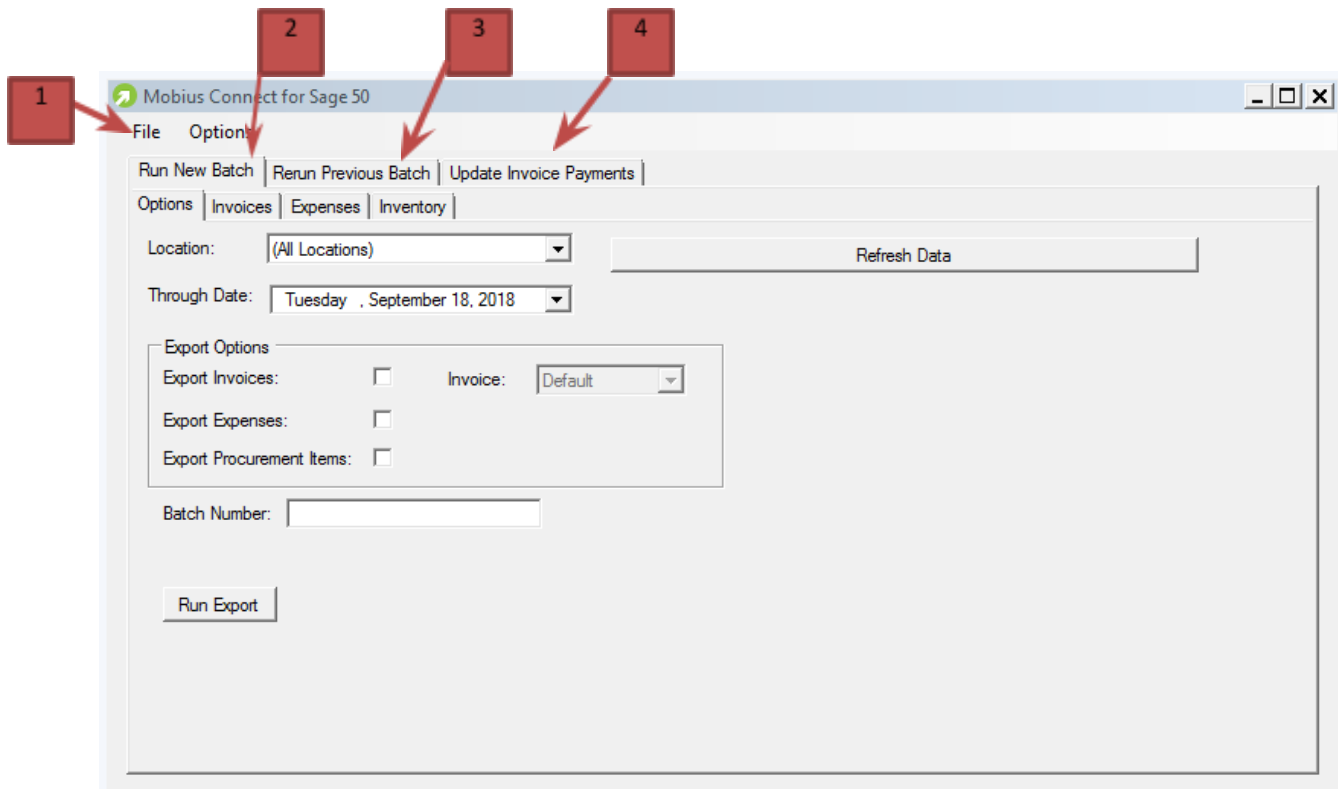 2 3 4
1
Mobius Connect for Sage 50
File Options
Run New Batch Rerun Previous Batch Update Invoice Payments
Options Invoices Expenses Inventory
Location: (All Locations) Refresh Data
Through Date: Tuesday , September 18, 2018
Export Options
Export Invoices: Invoice: Default
Export Expenses:
Export Procurement Items:
Batch Number:
Run Export